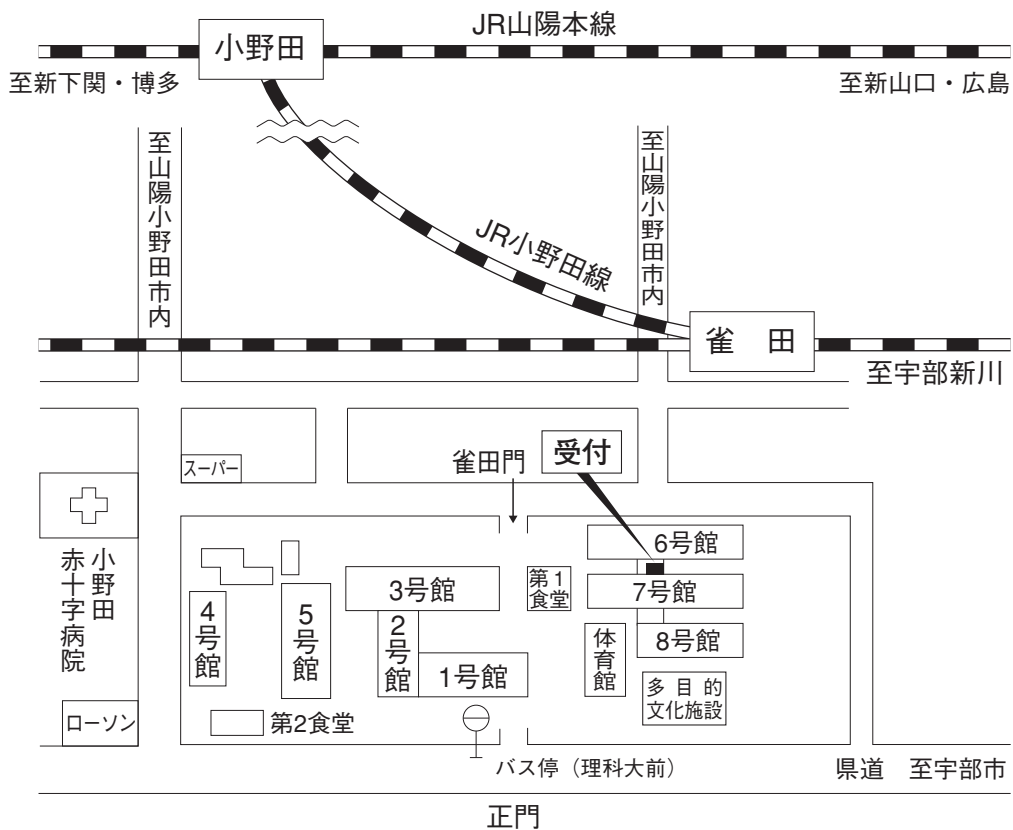 JR山陽本線
小野田
至新下関・博多
至新山口・広島
至山陽小野田市内
至山陽小野田市内
JR小野田線
雀　田
至宇部新川
スーパー
雀田門
受付
小野田
赤十字病院
6号館
7号館
8号館
第1
食堂
3号館
4号館
5号館
2号館
1号館
体育館
多目的
文化施設
ローソン
第2食堂
バス停（理科大前）
県道　至宇部市
正門